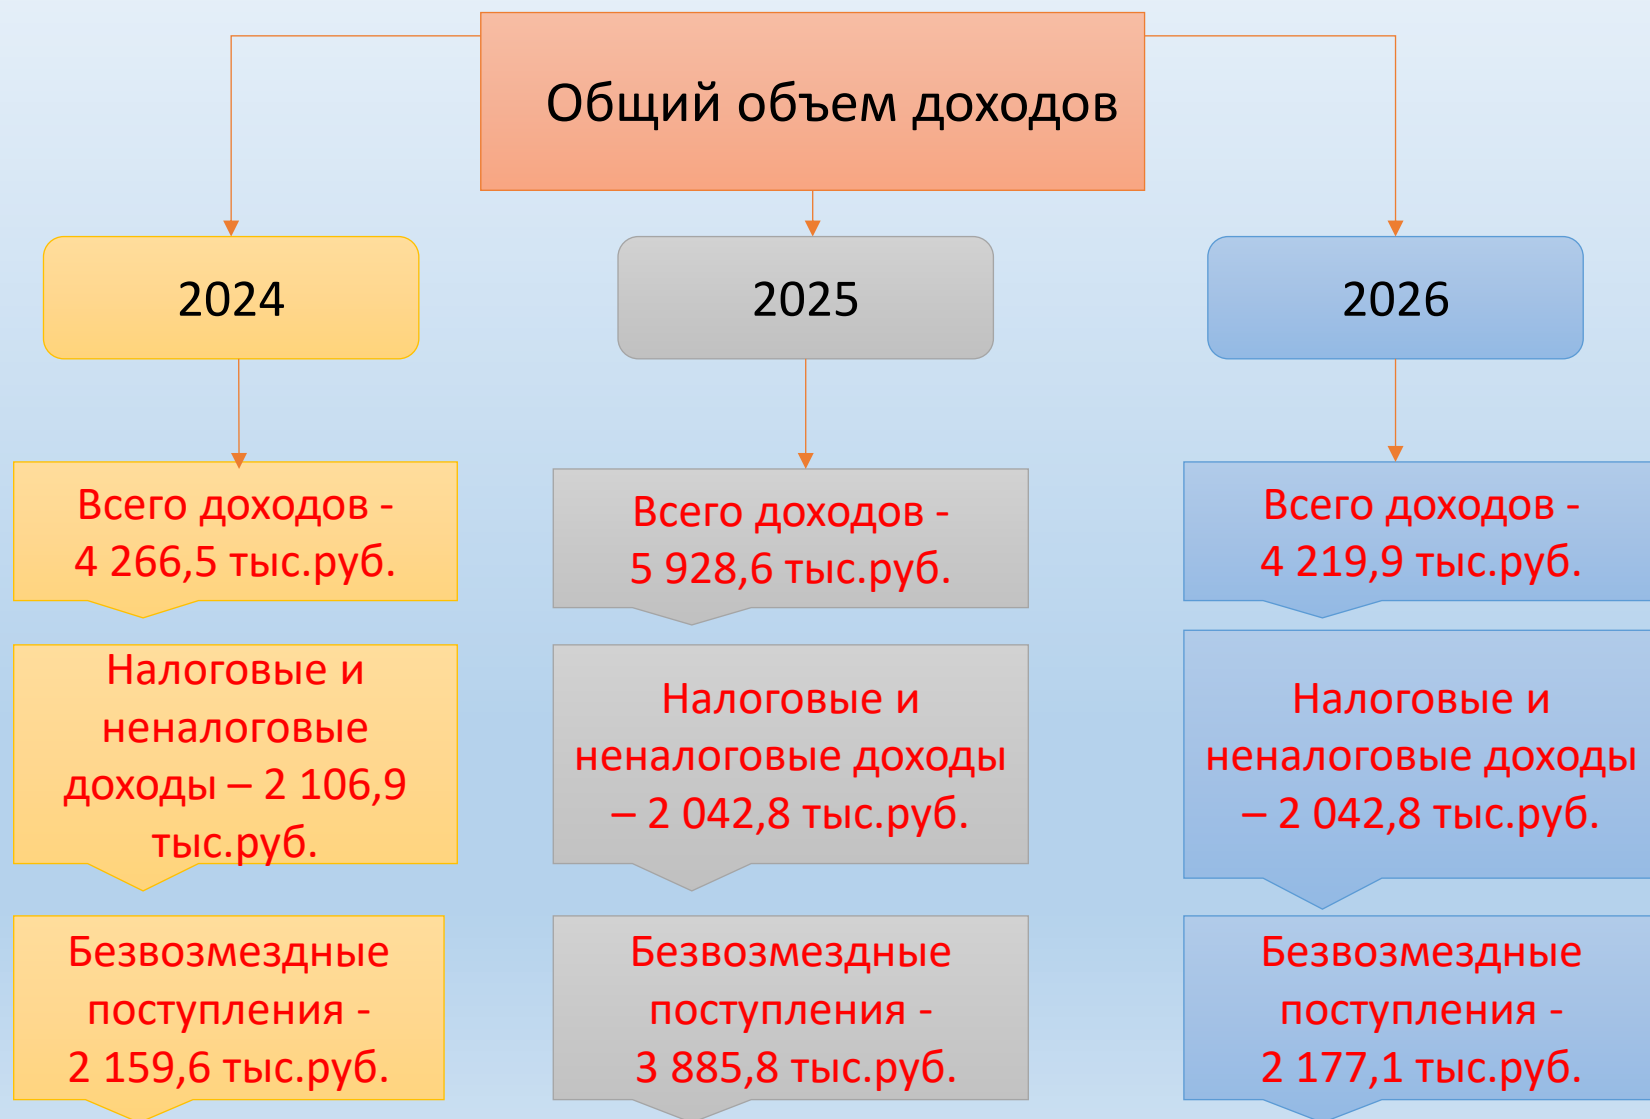 Общий объем доходов
2024
2025
2026
Всего доходов -
4 266,5 тыс.руб.
Всего доходов -
5 928,6 тыс.руб.
Всего доходов -
4 219,9 тыс.руб.
Налоговые и
неналоговые
доходы – 2 106,9
тыс.руб.
Налоговые и
неналоговые доходы
– 2 042,8 тыс.руб.
Налоговые и
неналоговые доходы
– 2 042,8 тыс.руб.
Безвозмездные
поступления -
2 159,6 тыс.руб.
Безвозмездные
поступления -
3 885,8 тыс.руб.
Безвозмездные
поступления -
2 177,1 тыс.руб.